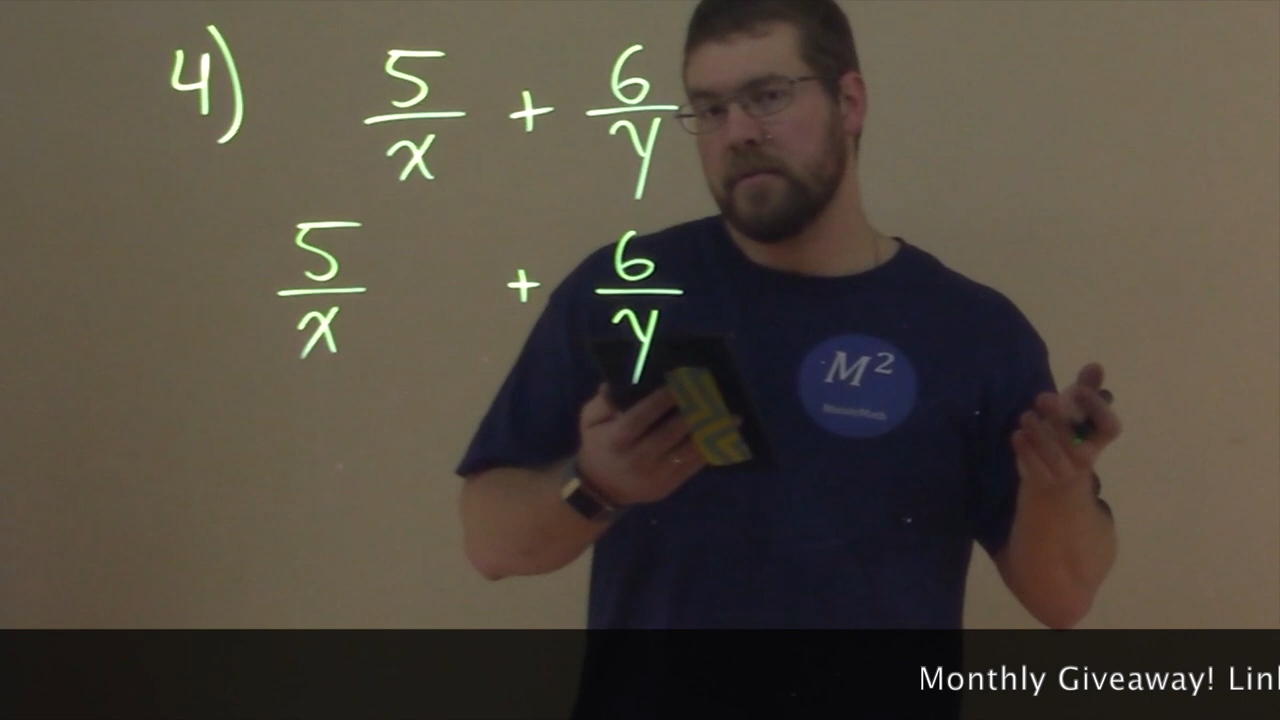 4) 5/x + 6/y
5/x + 6/y
M²
Monthly Giveaway! Lin